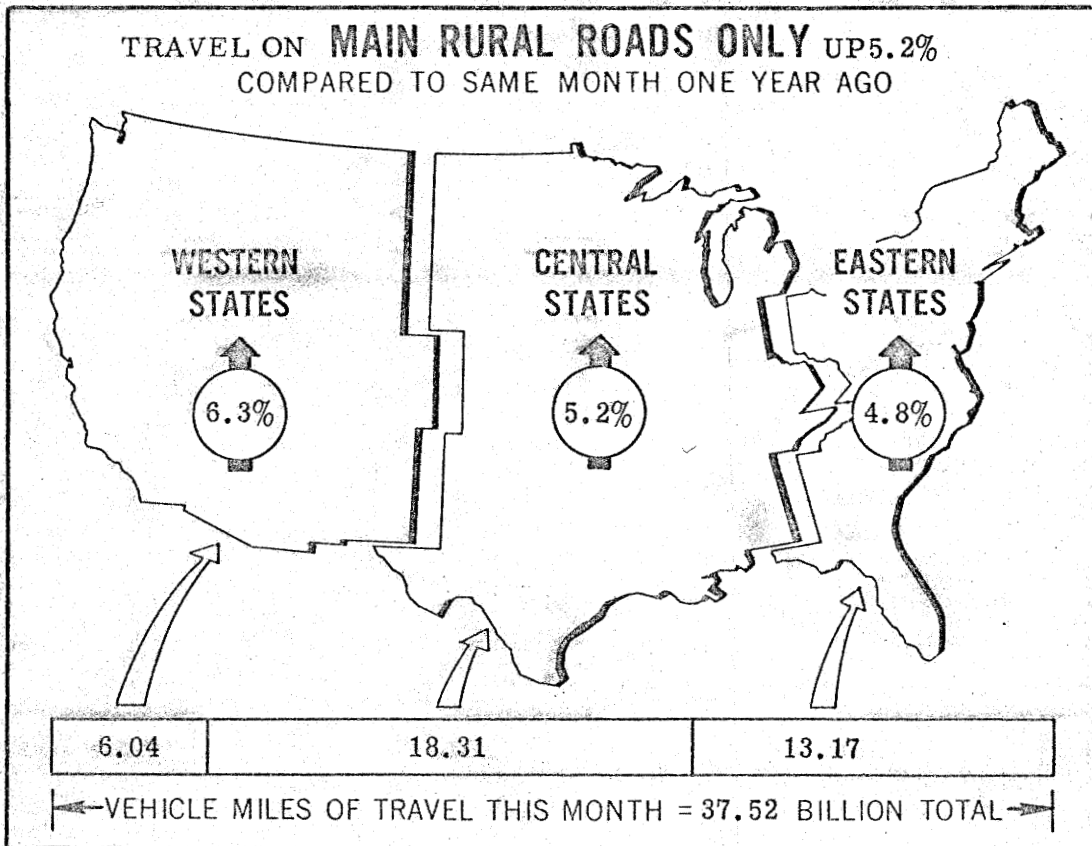 TRAVEL ON MAIN RURAL ROADS ONLY UP5.2%
COMPARED TO SAME MONTH ONE YEAR AGO
WESTERN
STATES
6.3%
CENTRAL
STATES
5.2%
EASTERN
STATES
4.8%
6.04 18.31 13.17
VEHICLE MILES OF TRAVEL THIS MONTH = 37.52 BILLION TOTAL